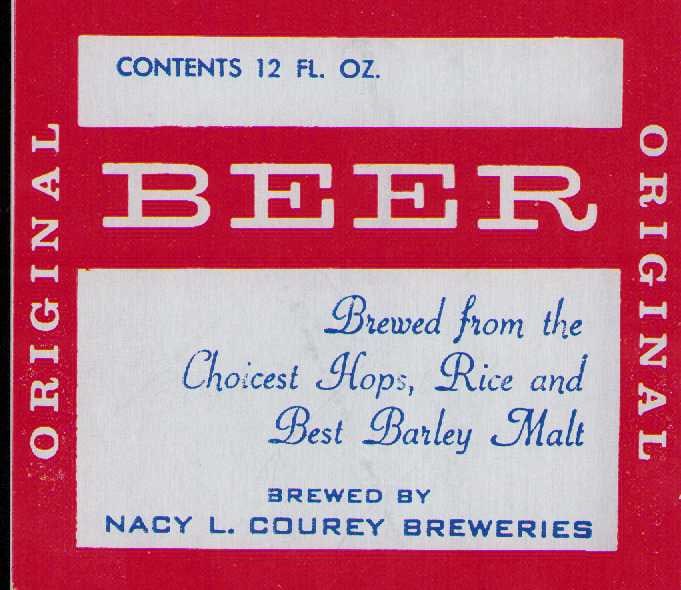 CONTENTS 12 FL. OZ.
ORIGINAL
BEER
ORIGINAL
Brewed from the
Choicest Hops, Rice and
Best Barley Malt
BREWED BY
NACY L. COUREY BREWERIES